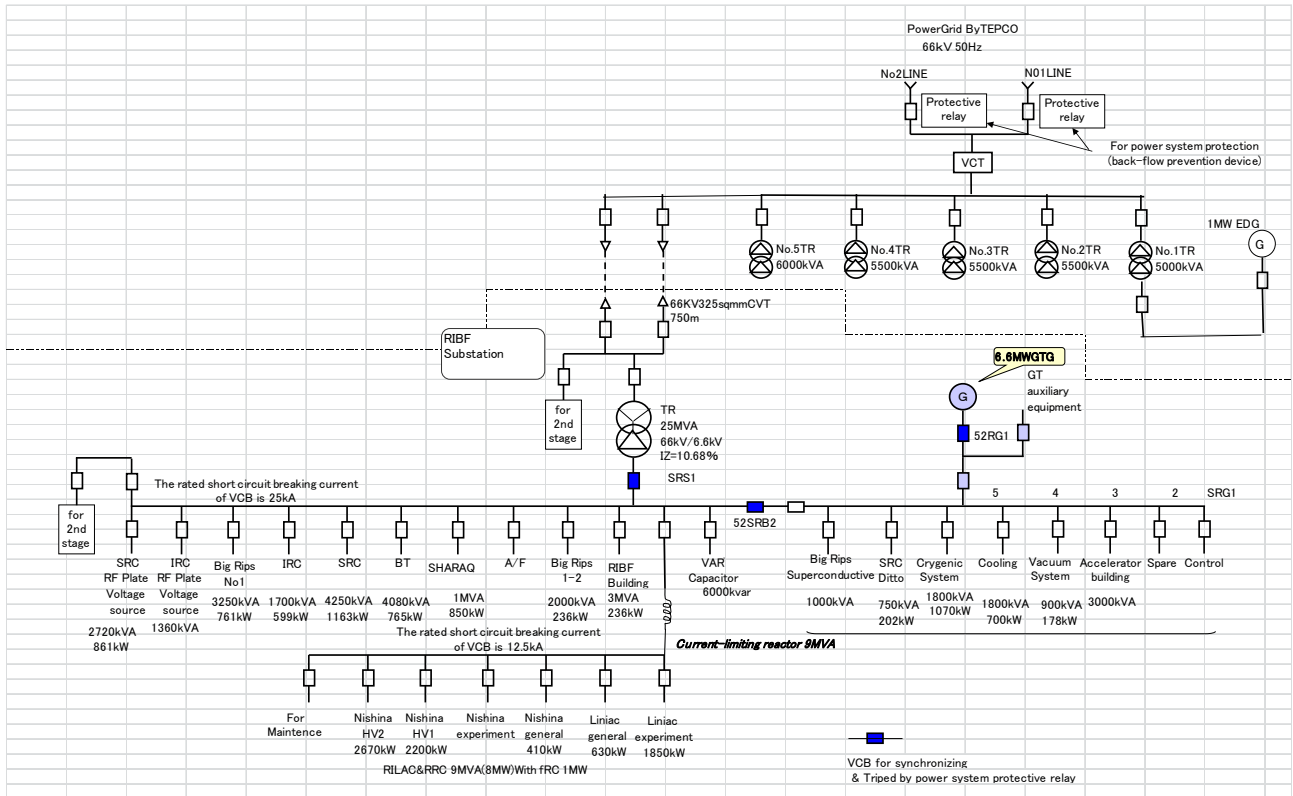 PowerGrid ByTEPCO
66kV 50Hz
No2LINE
N01LINE
Protective
relay
Protective
relay
For power system protection
(back-flow prevention device)
VCT
1MW EDG
G
No.5TR
6000kVA
No.4TR
5500kVA
No.3TR
5500kVA
No.2TR
5500kVA
No.1TR
5000kVA
66KV325sqmmCVT
750m
RIBF
Substation
6.6MWGTG
GT
auxiliary
equipment
G
52RG1
for
2nd
stage
TR
25MVA
66kV/6.6kV
IZ=10.68%
SRS1
The rated short circuit breaking current
of VCB is 25kA
5
4
3
2
SRG1
52SRB2
for
2nd
stage
SRC
RF Plate
Voltage
source
2720kVA
861kW
IRC
RF Plate
Voltage
source
1360kVA
Big Rips
No1
3250kVA
761kW
IRC
1700kVA
599kW
SRC
4250kVA
1163kW
BT
4080kVA
765kW
SHARAQ
1MVA
850kW
A/F
Big Rips
1-2
2000kVA
236kW
RIBF
Building
3MVA
236kW
VAR
Capacitor
6000kvar
Big Rips
Superconductive
1000kVA
SRC
Ditto
750kVA
202kW
Crygenic
System
1800kVA
1070kW
Cooling
1800kVA
700kW
Vacuum
System
900kVA
178kW
Accelerator
building
3000kVA
Spare
Control
The rated short circuit breaking current
of VCB is 12.5kA
Current-limiting reactor 9MVA
For
Maintence
Nishina
HV2
2670kW
Nishina
HV1
2200kW
Nishina
experiment
Nishina
general
410kW
Liniac
general
630kW
Liniac
experiment
1850kW
RILAC&RRC 9MVA(8MW)With fRC 1MW
VCB for synchronizing
& Triped by power system protective relay